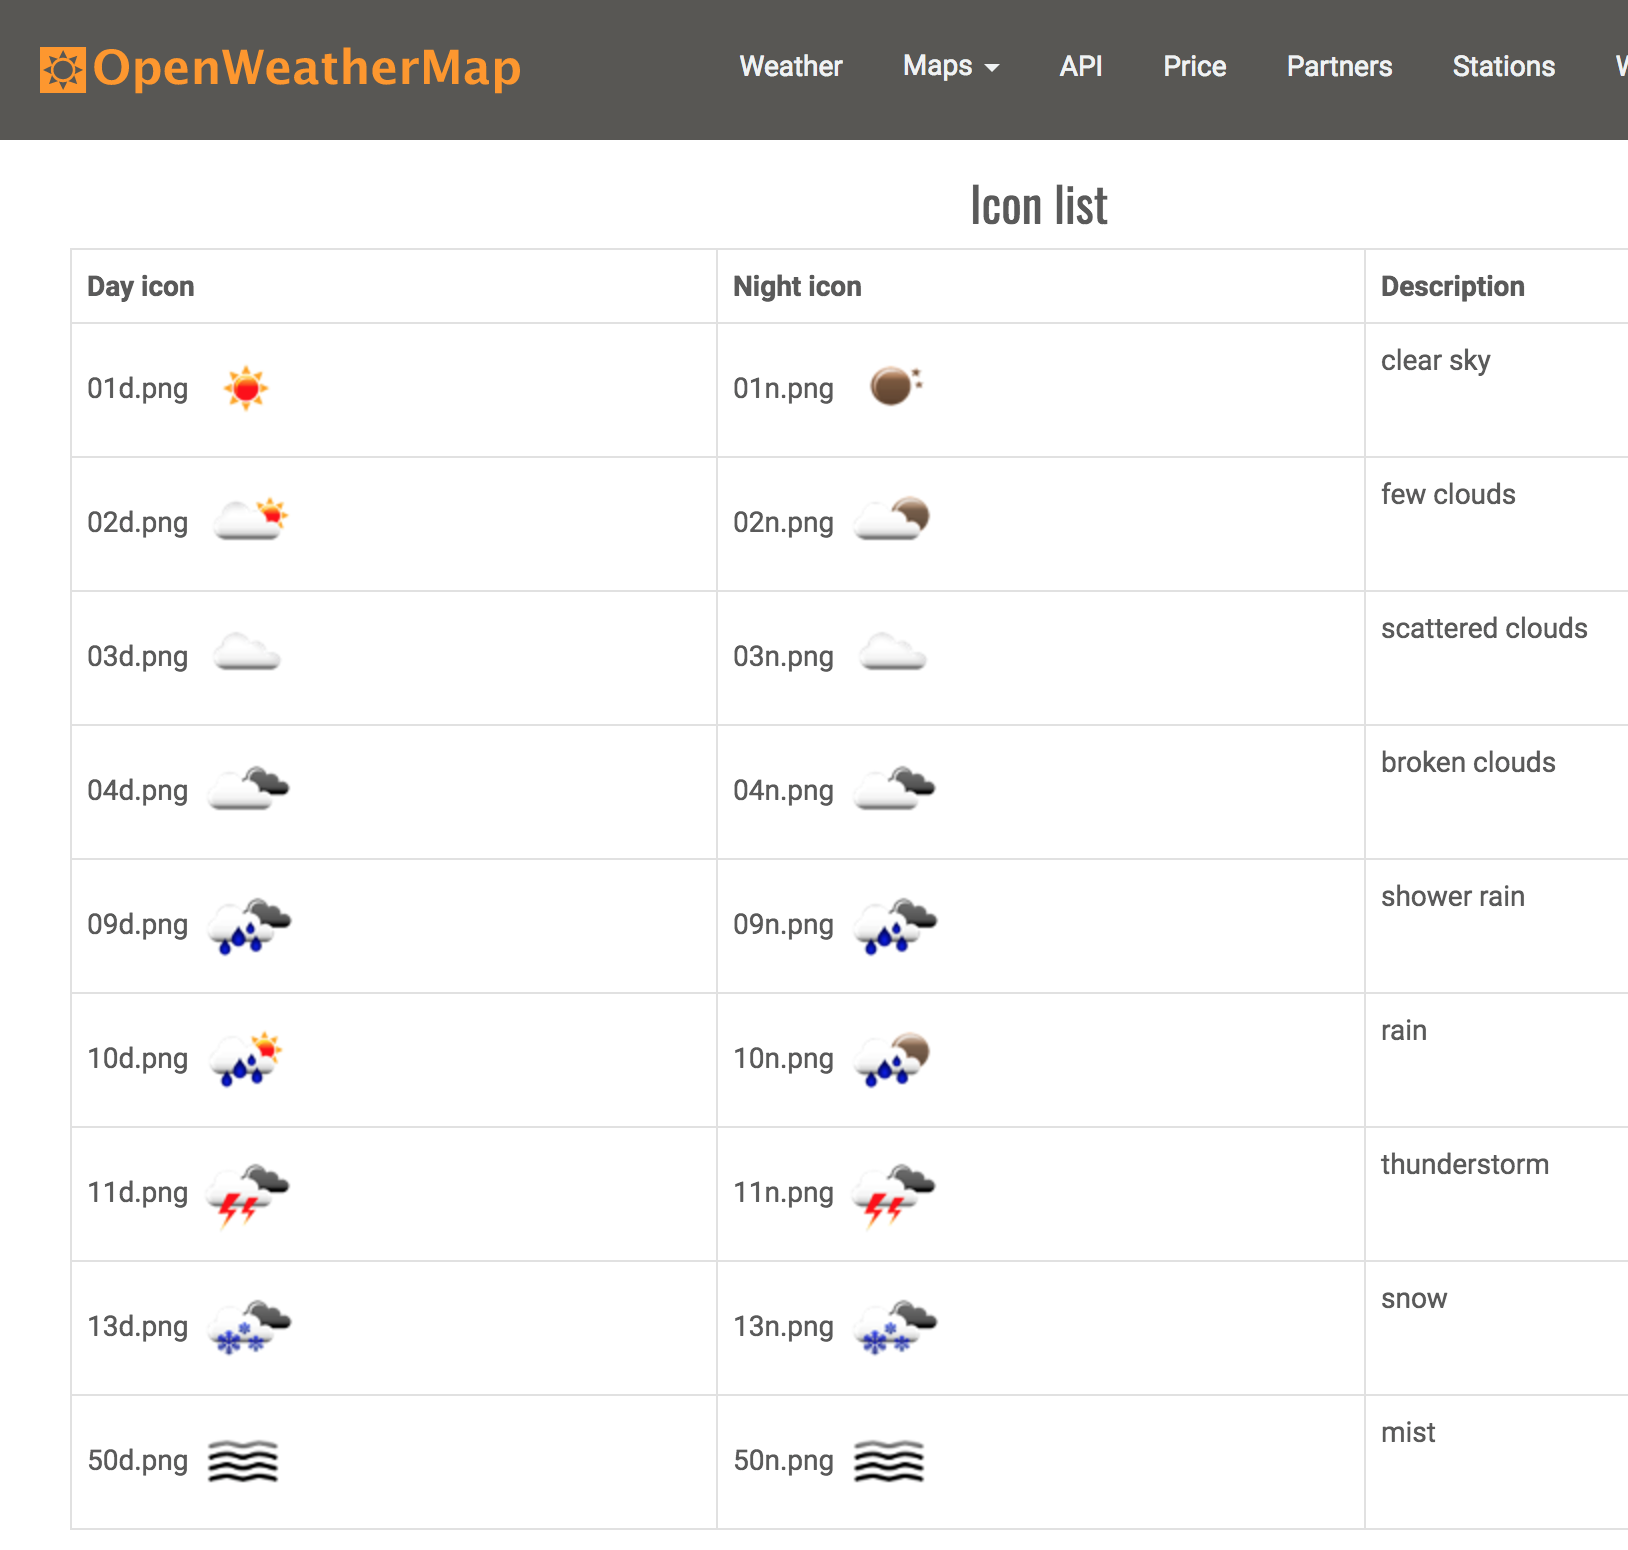 OpenWeatherMap Weather Maps API Price Partners Stations
Icon list
Day icon Night icon Description
01d.png 01n.png clear sky
02d.png 02n.png few clouds
03d.png 03n.png scattered clouds
04d.png 04n.png broken clouds
09d.png 09n.png shower rain
10d.png 10n.png rain
11d.png 11n.png thunderstorm
13d.png 13n.png snow
50d.png 50n.png mist